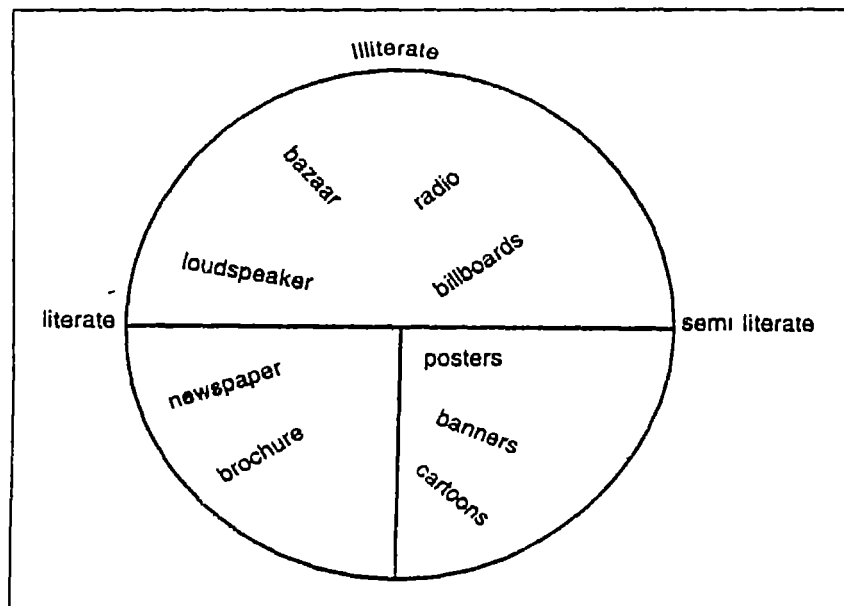 Illiterate
bazaar
radio
loudspeaker
billboards
literate
semi literate
newspaper
posters
brochure
banners
cartoons